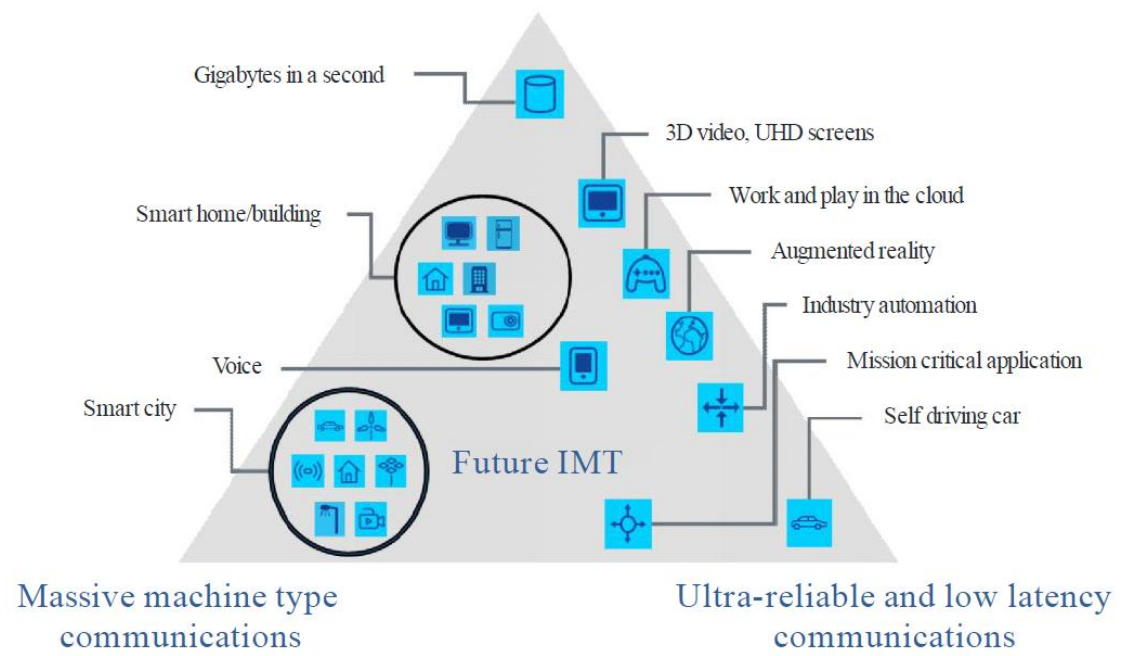 Gigabytes in a second
3D video, UHD screens
Work and play in the cloud
Smart home/building
Augmented reality
Industry automation
Voice
Mission critical application
Smart city
Self driving car
Future IMT
Massive machine type
communications
Ultra-reliable and low latency
communications